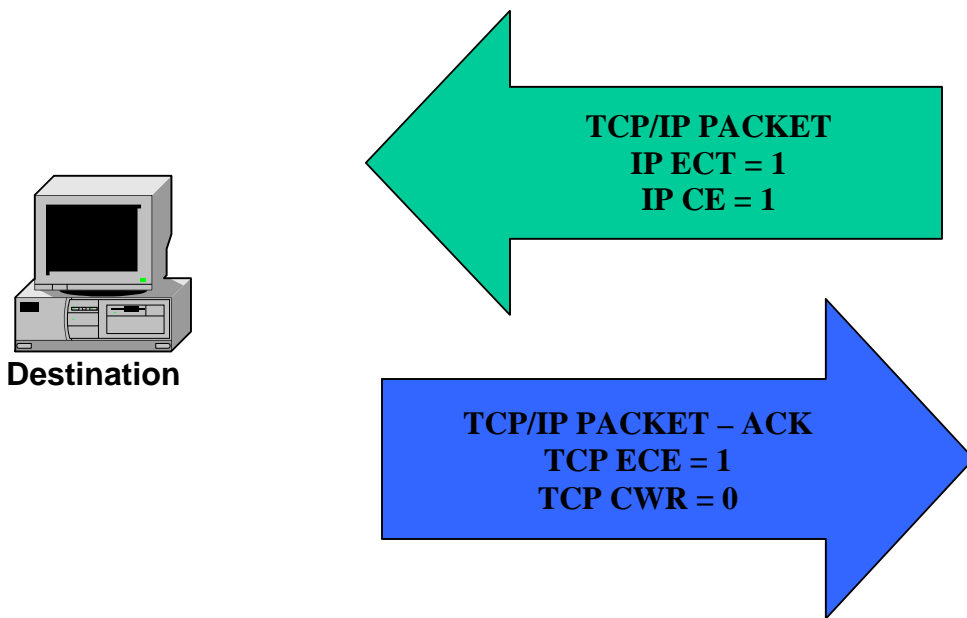 TCP/IP PACKET
IP ECT = 1
IP CE = 1
Destination
TCP/IP PACKET – ACK
TCP ECE = 1
TCP CWR = 0